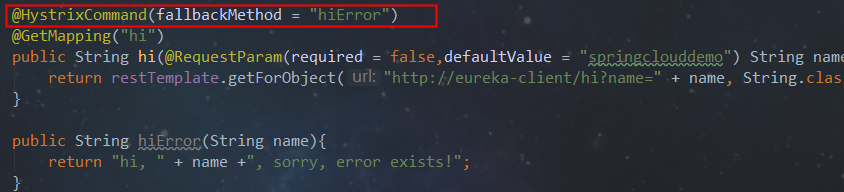 @HystrixCommand(fallbackMethod = "hiError")
@GetMapping("hi")
public String hi(@RequestParam(required = false,defaultValue = "springclouddemo") String name
return restTemplate.getForObject( url: "http://eureka-client/hi?name=" + name, String.clas
}
public String hiError(String name){
return "hi, " + name +", sorry, error exists!";
}